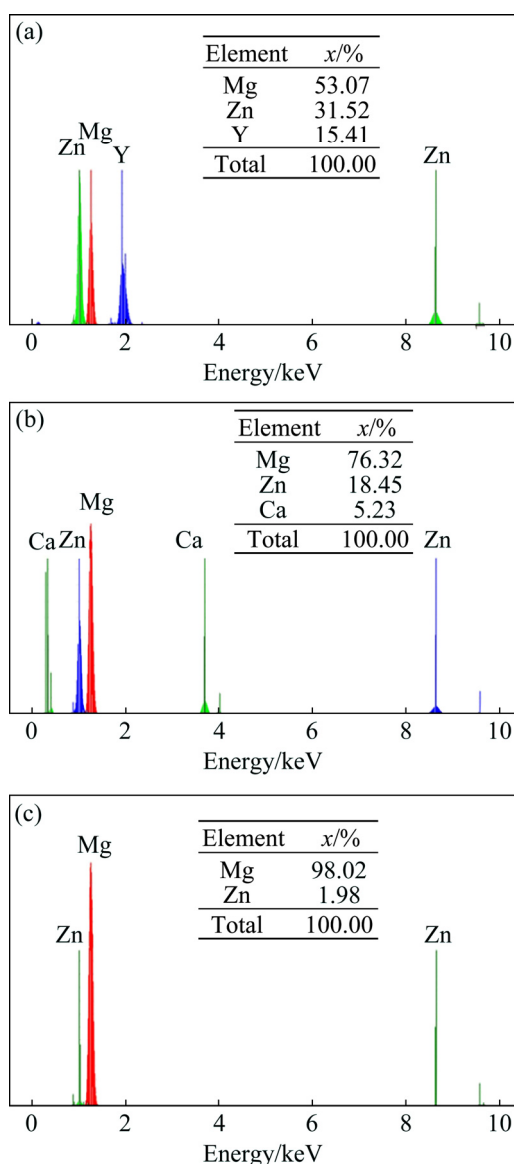 (a)
Element x/%
Mg 53.07
Zn 31.52
Y 15.41
Total 100.00
Zn Mg Y Zn
0 2 4 6 8 10
Energy/keV
(b)
Element x/%
Mg 76.32
Zn 18.45
Ca 5.23
Total 100.00
Mg
Ca Zn Ca Zn
0 2 4 6 8 10
Energy/keV
(c)
Element x/%
Mg 98.02
Zn 1.98
Total 100.00
Mg
Zn Zn
0 2 4 6 8 10
Energy/keV